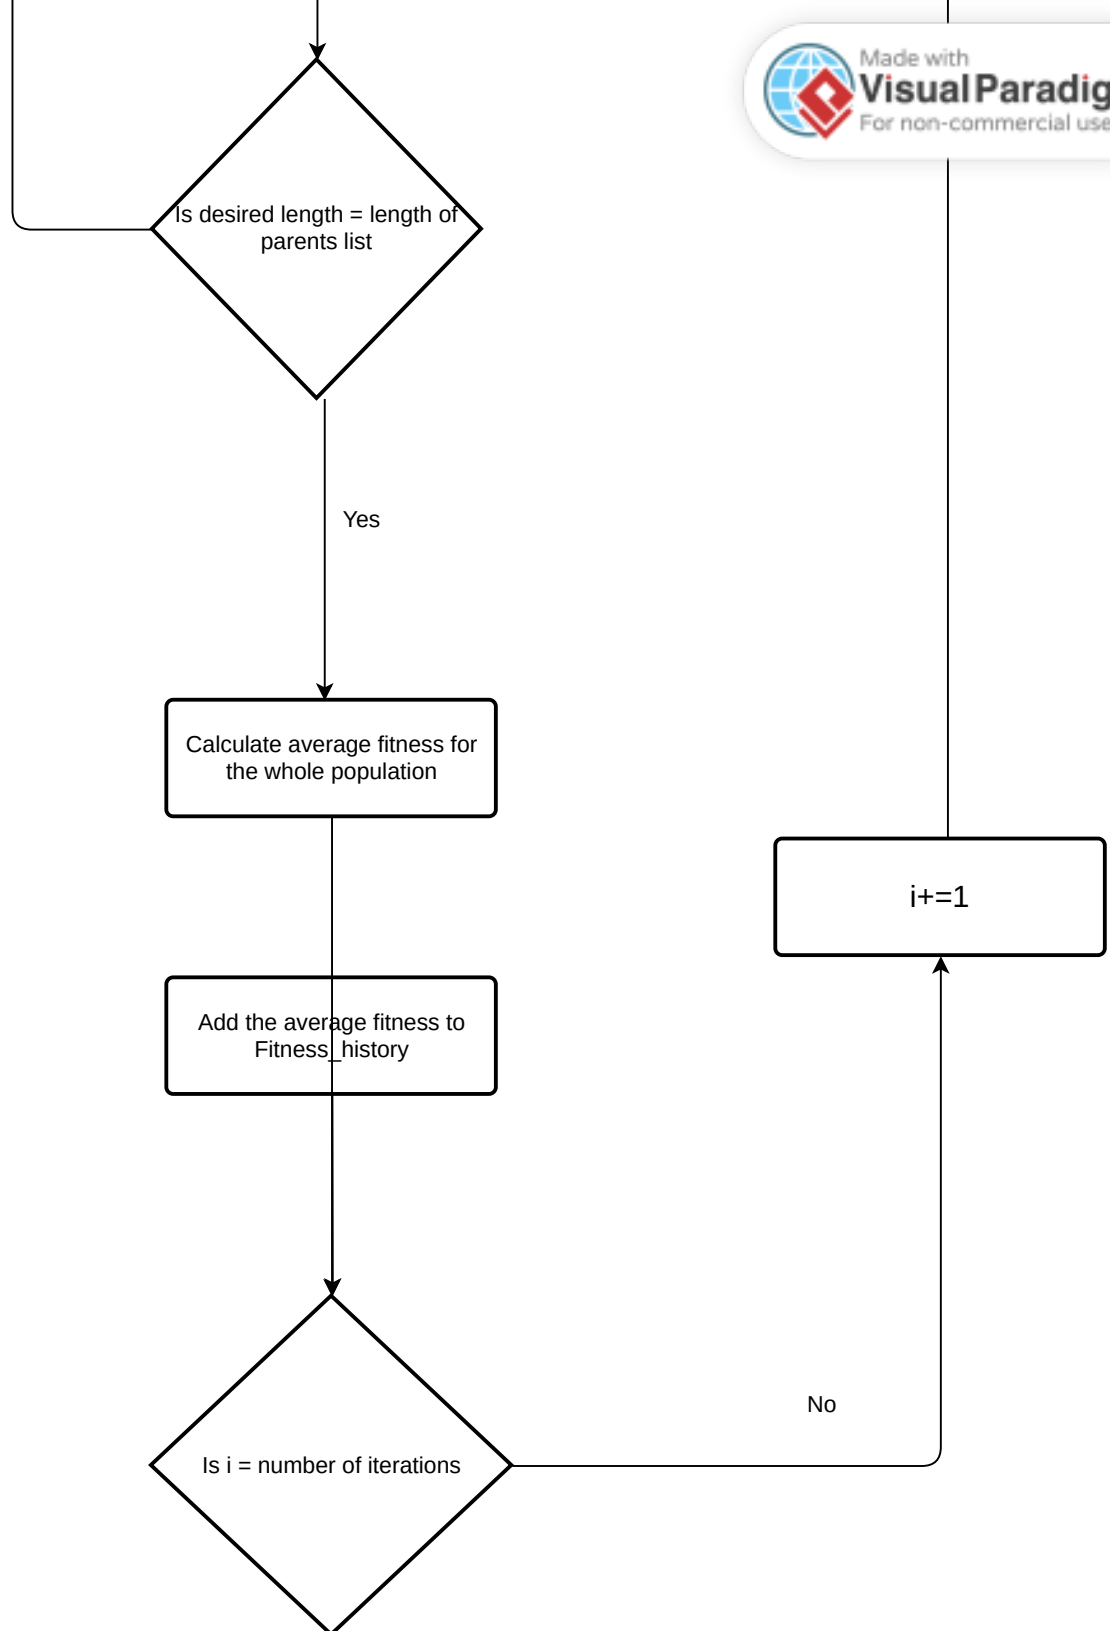 Made with
Visual Paradig
For non-commercial use
Is desired length = length of
parents list
Yes
Calculate average fitness for
the whole population
i+=1
Add the average fitness to
Fitness_history
No
Is i = number of iterations